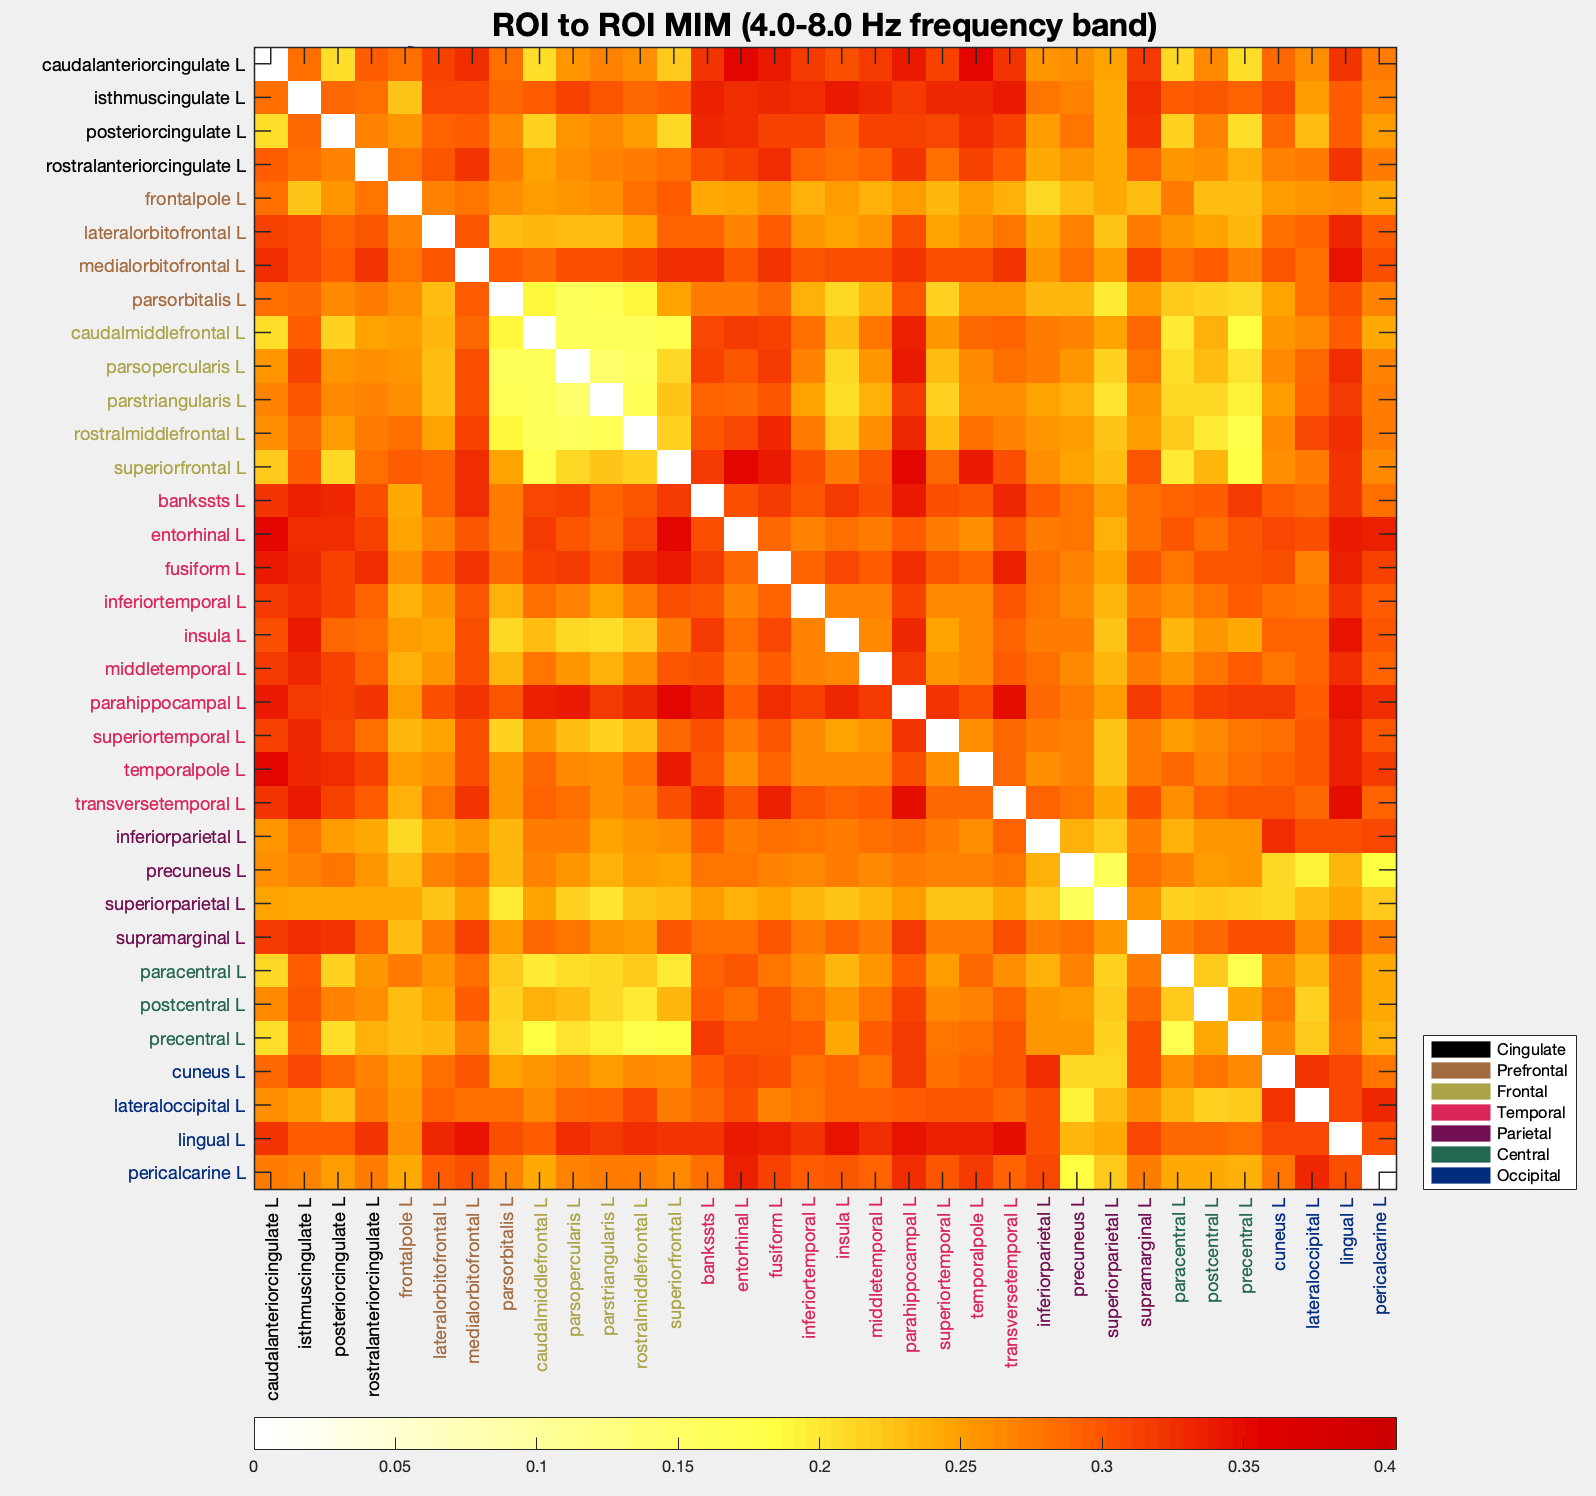 ROI to ROI MIM (4.0-8.0 Hz frequency band)
caudalanteriorcingulate L
isthmuscingulate L
posteriorcingulate L
rostralanteriorcingulate L
frontalpole L
lateralorbitofrontal L
medialorbitofrontal L
parsorbitalis L
caudalmiddlefrontal L
parsopercularis L
parstriangularis L
rostralmiddlefrontal L
superiorfrontal L
bankssts L
entorhinal L
fusiform L
inferiortemporal L
insula L
middletemporal L
parahippocampal L
superiortemporal L
temporalpole L
transversetemporal L
inferiorparietal L
precuneus L
superiorparietal L
supramarginal L
paracentral L
postcentral L
precentral L
cuneus L
lateraloccipital L
lingual L
pericalcarine L
Cingulate
Prefrontal
Frontal
Temporal
Parietal
Central
Occipital
caudalanteriorcingulate L
isthmuscingulate L
posteriorcingulate L
rostralanteriorcingulate L
frontalpole L
lateralorbitofrontal L
medialorbitofrontal L
parsorbitalis L
caudalmiddlefrontal L
parsopercularis L
parstriangularis L
rostralmiddlefrontal L
superiorfrontal L
bankssts L
entorhinal L
fusiform L
inferiortemporal L
insula L
middletemporal L
parahippocampal L
superiortemporal L
temporalpole L
transversetemporal L
inferiorparietal L
precuneus L
superiorparietal L
supramarginal L
paracentral L
postcentral L
precentral L
cuneus L
lateraloccipital L
lingual L
pericalcarine L
0 0.05 0.1 0.15 0.2 0.25 0.3 0.35 0.4